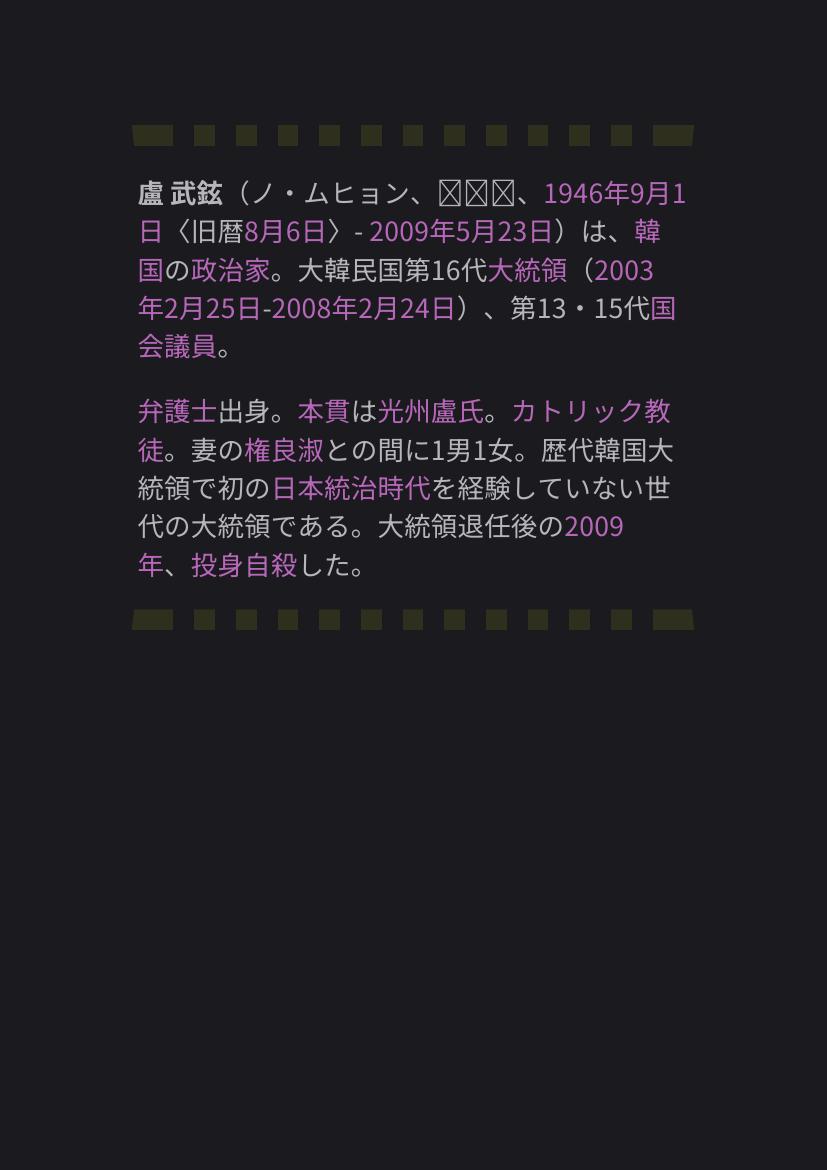 盧 武鉉（ノ・ムヒョン、、1946年9月1
日〈旧暦8月6日〉- 2009年5月23日）は、韓
国の政治家。大韓民国第16代大統領（2003
年2月25日-2008年2月24日）、第13・15代国
会議員。
弁護士出身。本貫は光州盧氏。カトリック教
徒。妻の権良淑との間に1男1女。歴代韓国大
統領で初の日本統治時代を経験していない世
代の大統領である。大統領退任後の2009
年、投身自殺した。